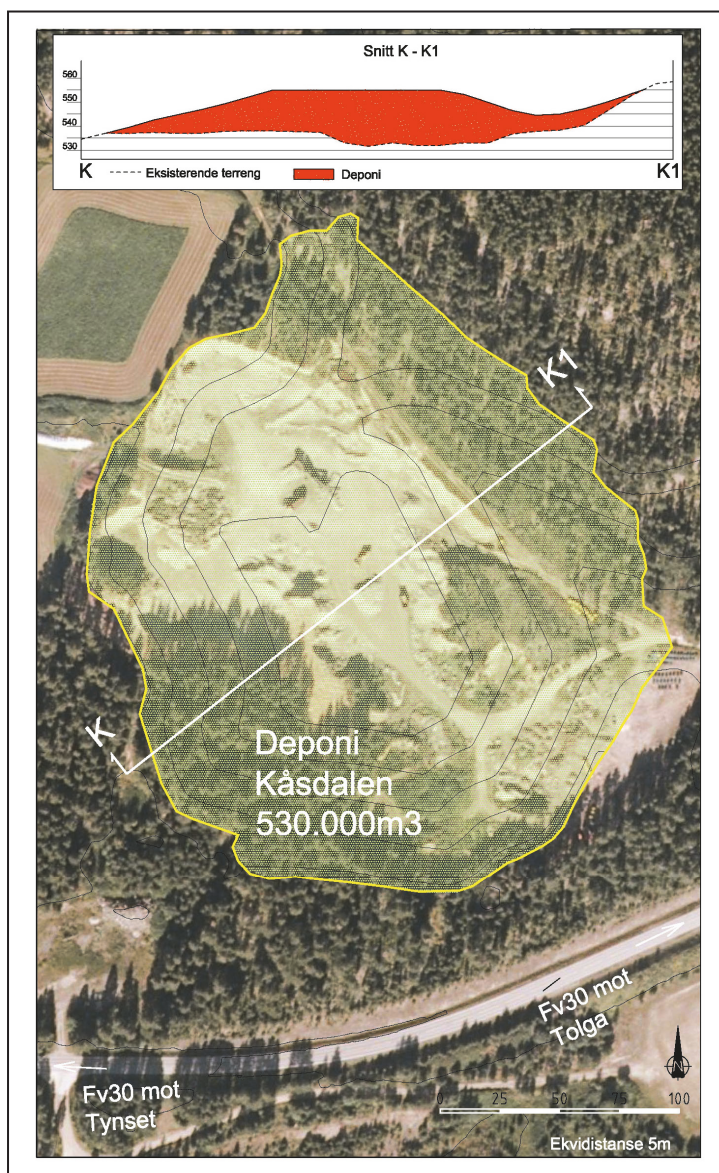 Snitt K - K1
560
550
540
530
K
K1
Eksisterende terreng
Deponi
K1
K
Deponi
Kåsdalen
530.000m3
Fv30 mot
Tolga
Fv30 mot
Tynset
N
0 25 50 75 100
Ekvidistanse 5m